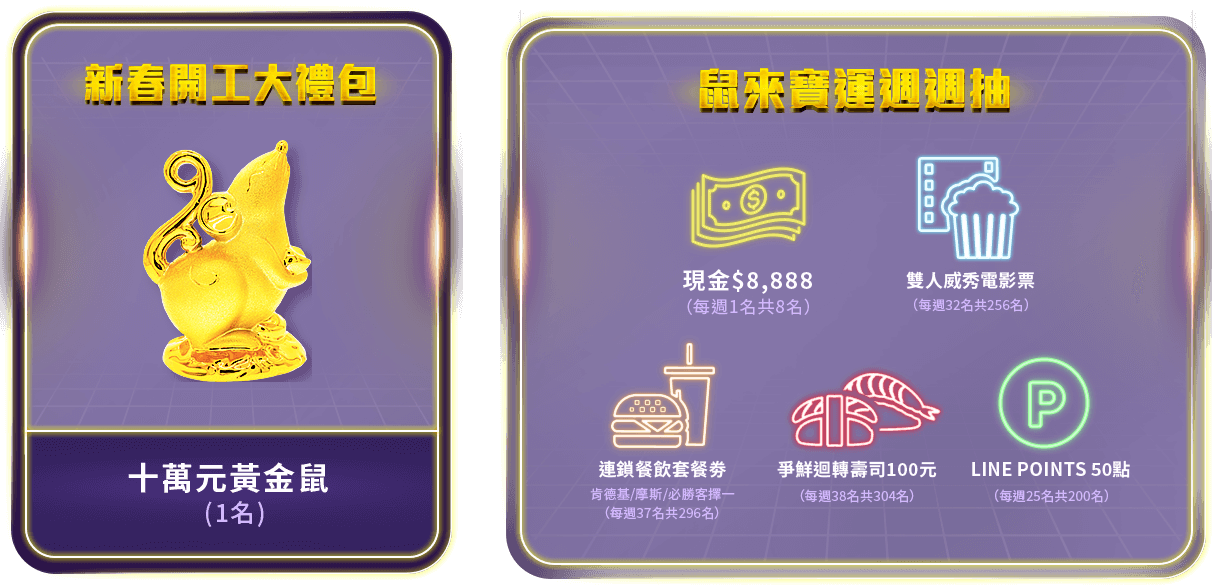 新春開工大禮包
十萬元黃金鼠
(1名)
鼠來寶運週週抽
現金$8,888
(每週1名共8名)
雙人威秀電影票
(每週32名共256名)
連鎖餐飲套餐券
肯德基/摩斯/必勝客擇一
(每週37名共296名)
爭鮮迴轉壽司100元
(每週38名共304名)
P
LINE POINTS 50點
(每週25名共200名)